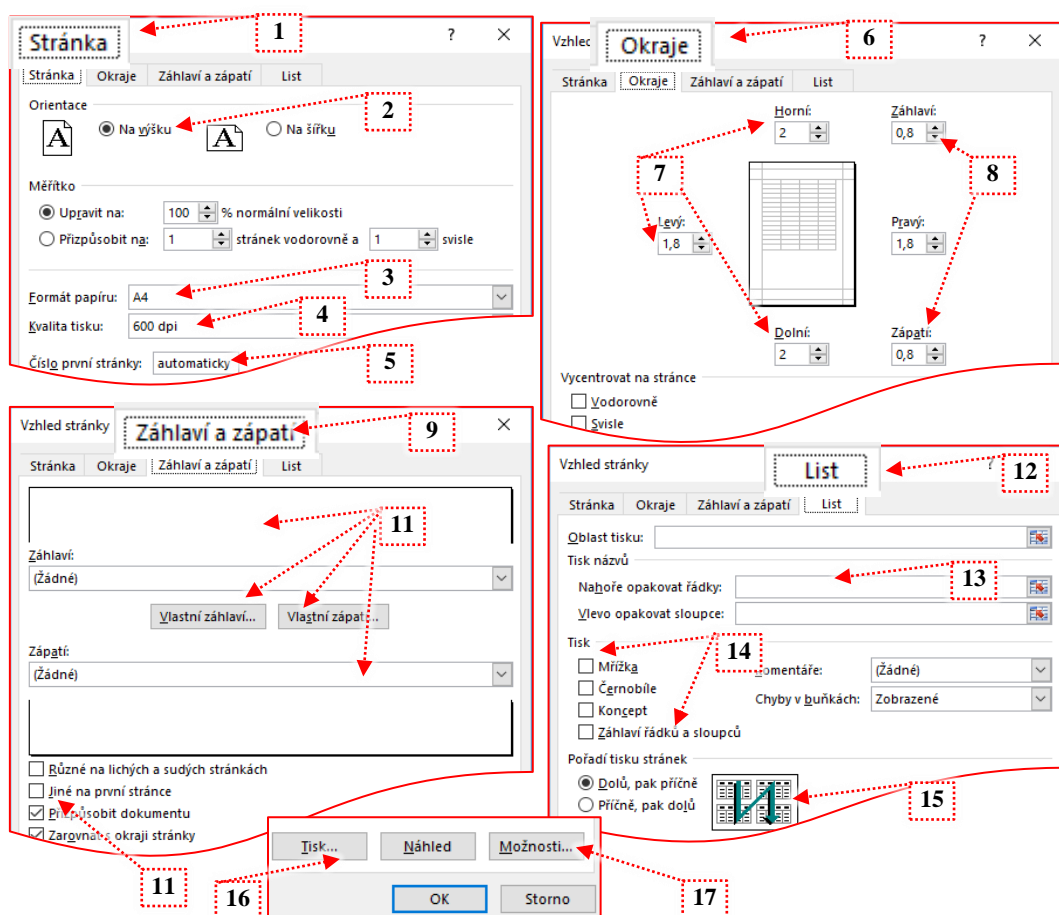 Stránka
1
?
Stránka Okraje Záhlaví a zápatí List
Orientace
Na výšku
2
A
A
Na šířku
Měřítko
Upravit na: 100 % normální velikosti
Přizpůsobit na: 1 stránek vodorovně a 1 svisle
3
Formát papíru: A4
Kvalita tisku: 600 dpi
4
Číslo první stránky: automaticky
5
Okraje
6
?
Stránka Okraje Záhlaví a zápatí List
Horní:
2
Záhlaví:
0,8
7
8
Levý:
1,8
Pravý:
1,8
Dolní:
2
Zápatí:
0,8
Vycentrovat na stránce
Vodorovně
Svisle
Vzhled stránky
Záhlaví a zápatí
9
Stránka Okraje Záhlaví a zápatí List
11
Záhlaví:
(Žádné)
Vlastní záhlaví...
Zápatí:
(Žádné)
Různé na lichých a sudých stránkách
Jiné na první stránce
Přizpůsobit dokumentu
Zarovnat s okraji stránky
11
Vzhled stránky
List
?
12
Stránka Okraje Záhlaví a zápatí List
Oblast tisku:
Tisk názvů
Nahoře opakovat řádky:
13
Vlevo opakovat sloupce:
Tisk
14
Mřížka
(Žádné)
Černobíle
Chyby v buňkách: Zobrazené
Koncept
Záhlaví řádků a sloupců
Pořadí tisku stránek
Dolů, pak příčně
Příčně, pak dolů
15
Tisk... Náhled Možnosti...
16
17
OK Storno